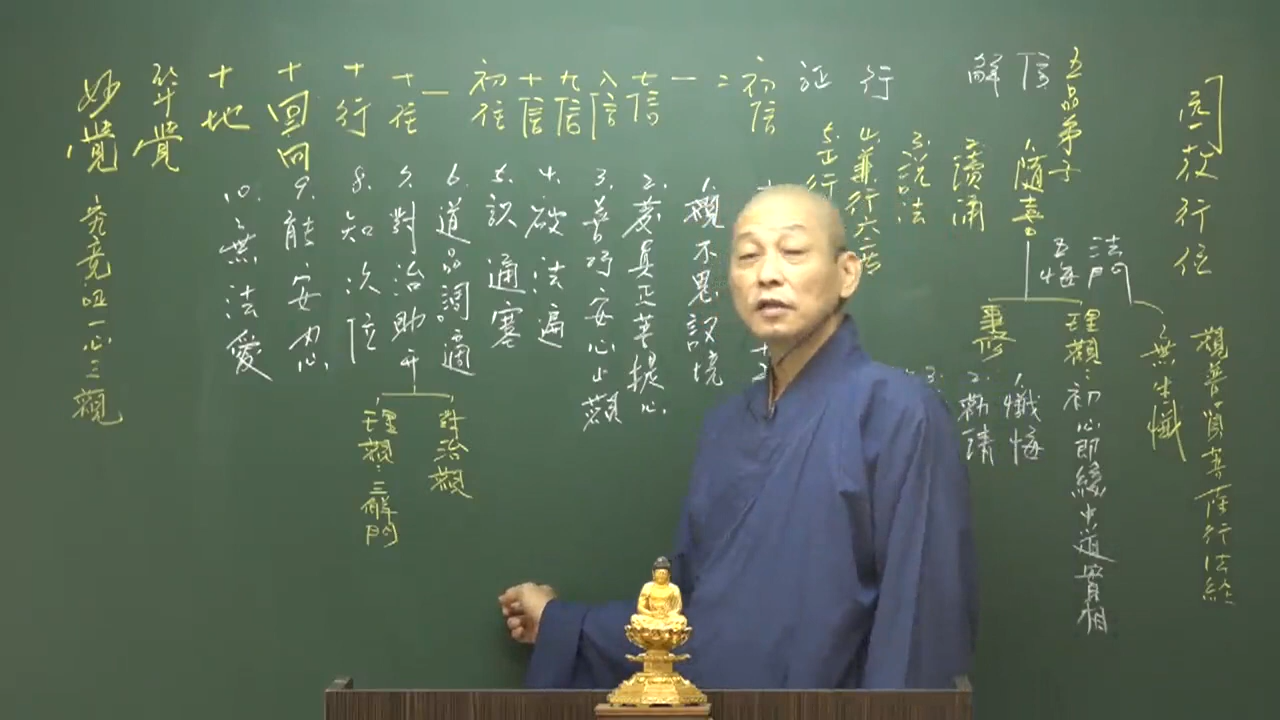 圓教行位
觀普賢菩薩行法經
法門
無生懺
五悔
五品弟子
1.隨喜
理觀:初心即緣中道實相
事修
1.懺悔
2.勸請
3.
2.讀誦
3.說法
4.兼行六度
5.正行
信
解
行
証
初信
二
一
七信
八信
九信
十信
初住
一
十住
十行
十回向
十地
等覺
妙覺:究竟 一心三觀
1.觀不思議境
2.發真正菩提心
3.善巧安心止觀
4.破法遍
5.識通塞
6.道品調適
7.對治助開
對治觀
理觀:三解門
8.知次位
9.能安忍
10.無法愛